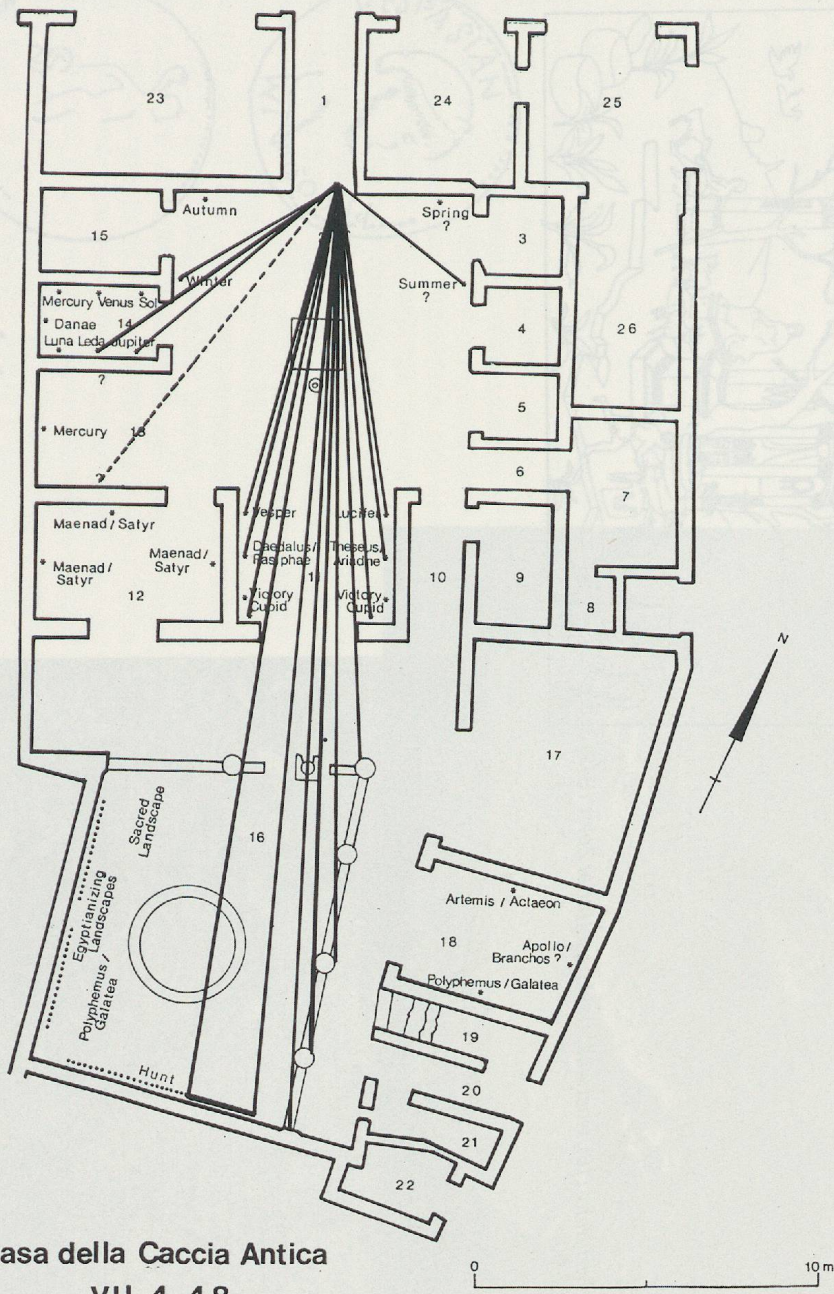 23
1
24
25
Autumn
Spring
?
15
3
Winter
Summer
?
Mercury Venus Sol
Danae
14
Luna Leda Jupiter
4
26
?
5
Mercury
13
6
?
7
Maenad / Satyr
Vesper
Lucifer
Maenad/
Satyr
Maenad/
Satyr
Daedalus/
Pasiphae
Theseus/
Ariadne
10
9
12
Victory
Cupid
Victory
Cupid
8
N
17
Sacred
Landscape
16
Egyptianizing
Landscapes
Polyphemus /
Galatea
Artemis / Actaeon
18
Apollo/
Branchos ?
Polyphemus/Galatea
19
Hunt
20
21
22
asa della Caccia Antica
0
10 m